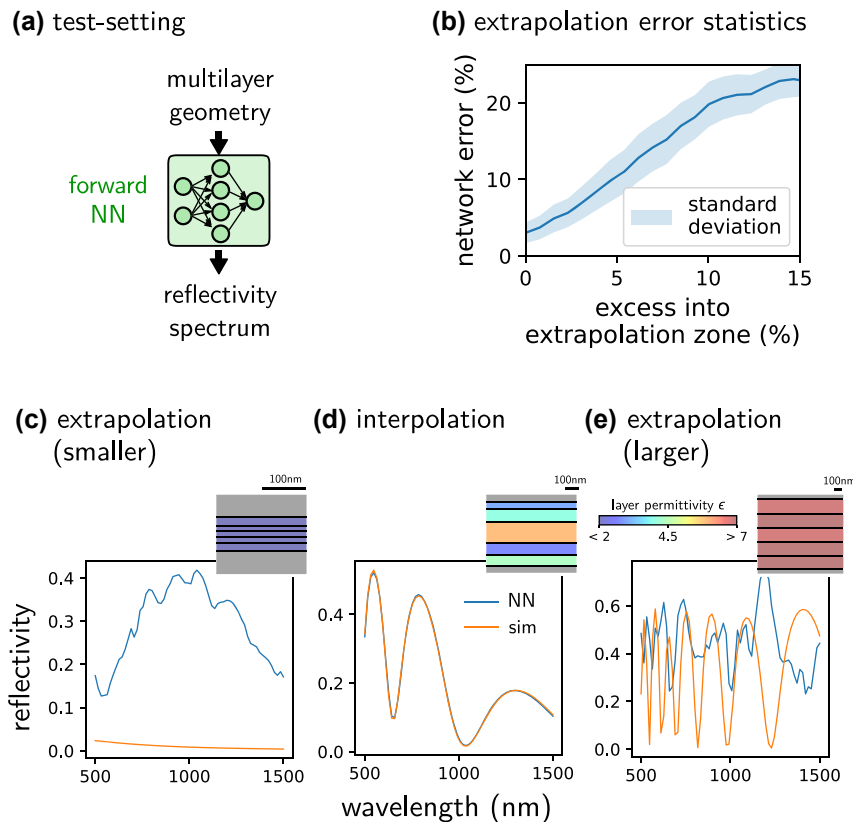 (a) test-setting
multilayer
geometry
forward
NN
reflectivity
spectrum
(b) extrapolation error statistics
network error (%)
20
10
0
standard
deviation
0
5
10
15
excess into
extrapolation zone (%)
(c) extrapolation
(smaller)
100nm
reflectivity
0.4
0.3
0.2
0.1
0.0
500
1000
1500
(d) interpolation
100nm
NN
sim
0.4
0.2
0.0
500
1000
1500
wavelength (nm)
(e) extrapolation
(larger)
100nm
layer permittivity ϵ
< 2
4.5
> 7
0.6
0.4
0.2
0.0
500
1000
1500